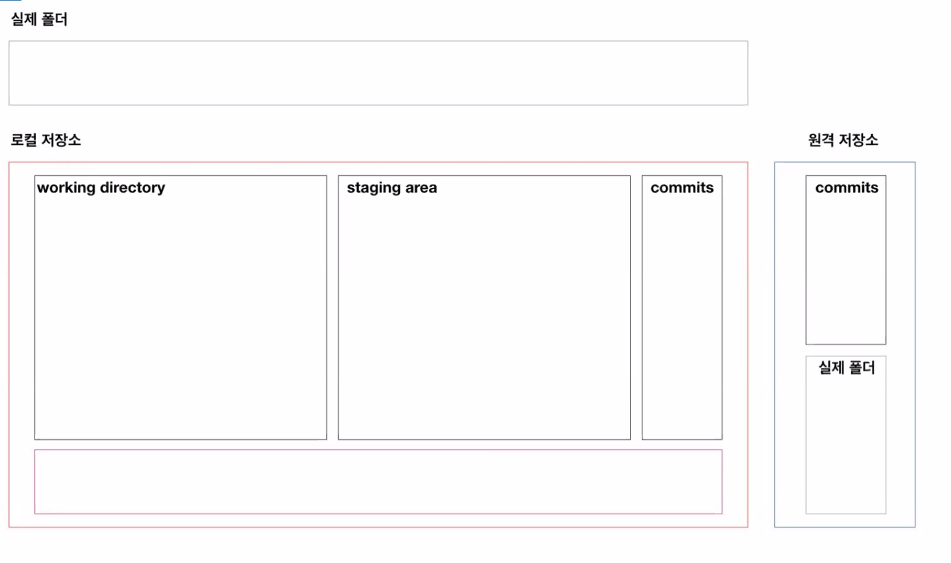 실제 폴더
로컬 저장소
원격 저장소
working directory
staging area
commits
commits
실제 폴더